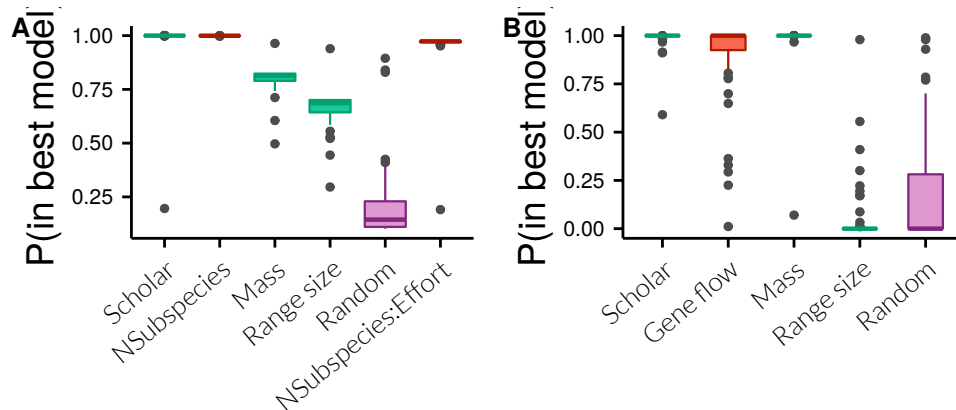 A
P(in best model)
1.00
0.75
0.50
0.25
Scholar
NSubspecies
Mass
Range size
Random
NSubspecies:Effort
B
P(in best model)
1.00
0.75
0.50
0.25
0.00
Scholar
Gene flow
Mass
Range size
Random